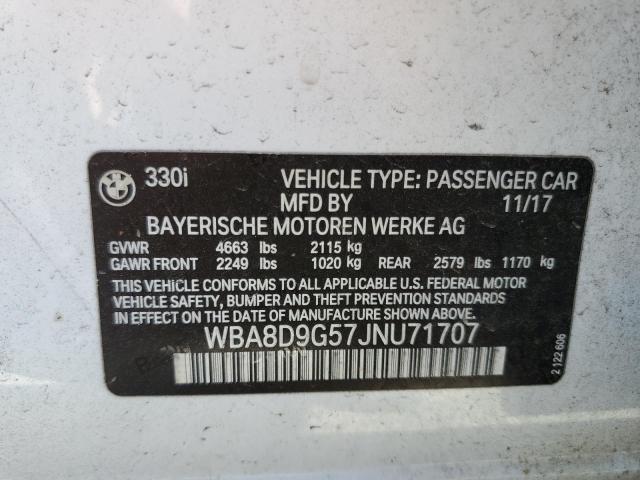 BMW
330i VEHICLE TYPE: PASSENGER CAR
MFD BY 11/17
BAYERISCHE MOTOREN WERKE AG
GVWR 4663 lbs 2115 kg
GAWR FRONT 2249 lbs 1020 kg REAR 2579 lbs 1170 kg
THIS VEHICLE CONFORMS TO ALL APPLICABLE U.S. FEDERAL MOTOR
VEHICLE SAFETY, BUMPER, AND THEFT PREVENTION STANDARDS IN
EFFECT ON THE DATE OF MANUFACTURE SHOWN ABOVE.
WBA8D9G57JNU71707
2 122 606